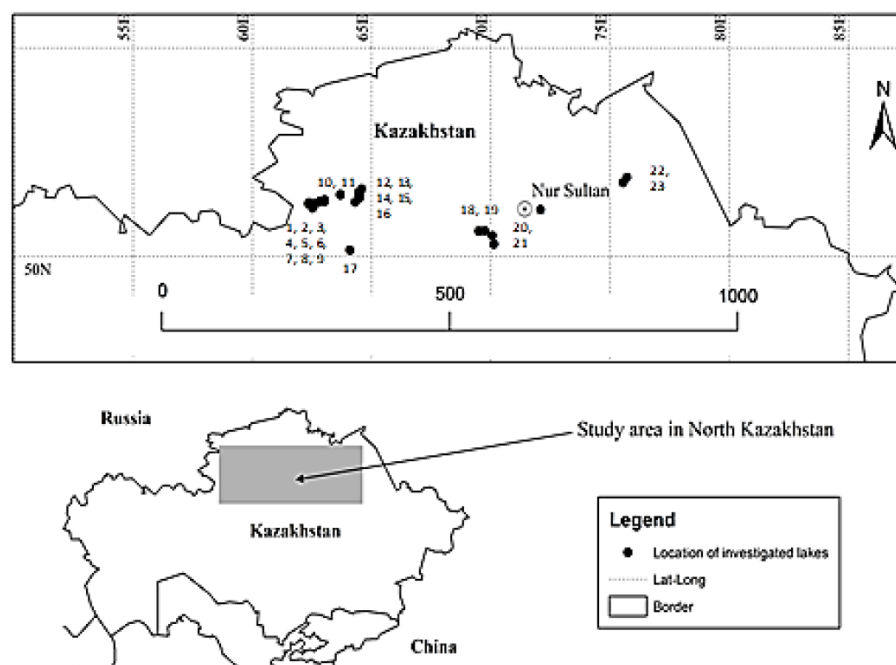 55E
60E
65E
70E
75E
80E
85E
N
Kazakhstan
10, 11
12, 13,
14, 15,
16
22,
23
Nur Sultan
18, 19
20,
21
1, 2, 3,
4, 5, 6,
7, 8, 9
17
50N
0
500
1000
Russia
Study area in North Kazakhstan
Kazakhstan
China
Legend
Location of investigated lakes
Lat-Long
Border